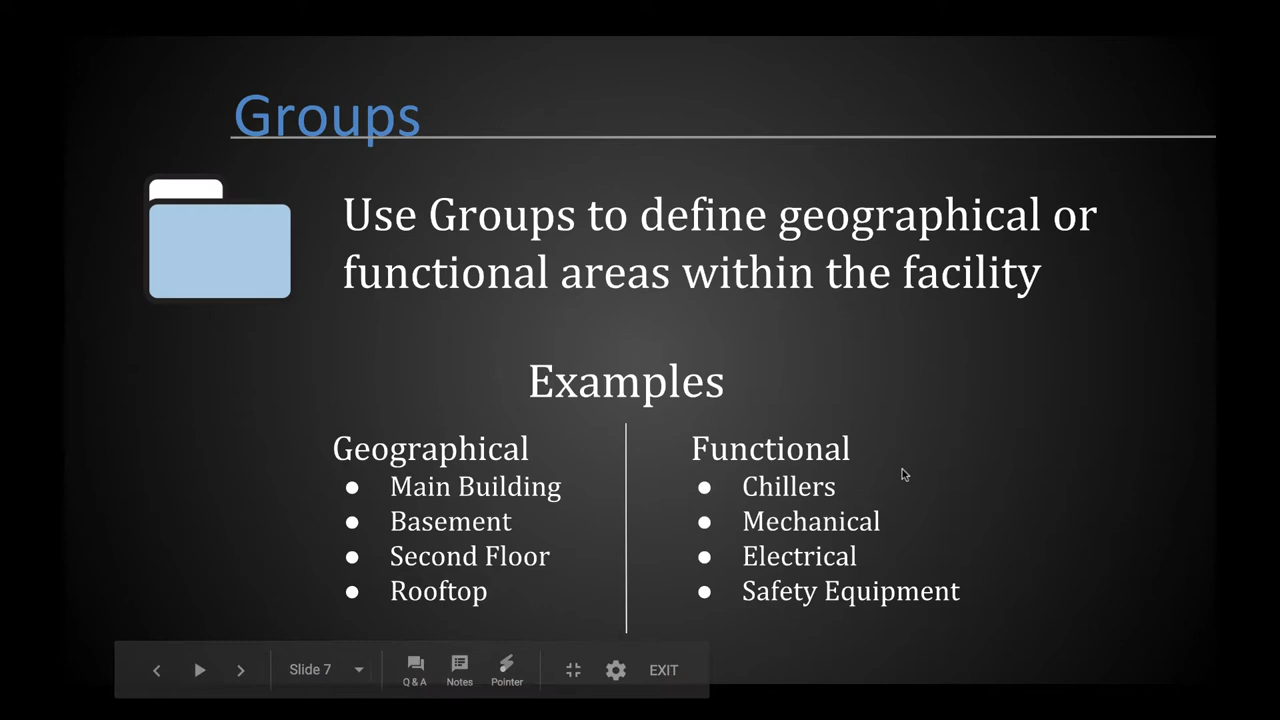 Groups
Use Groups to define geographical or
functional areas within the facility
Examples
Geographical
● Main Building
● Basement
● Second Floor
● Rooftop
Functional
● Chillers
● Mechanical
● Electrical
● Safety Equipment
Slide 7
Q & A
Notes
Pointer
EXIT